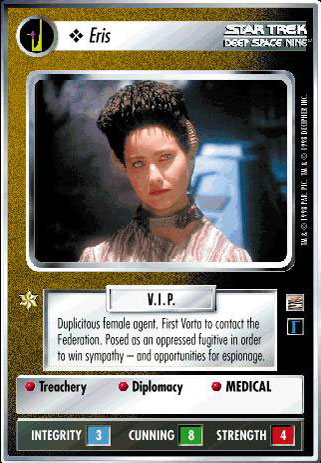 ❖ Eris
STAR TREK
DEEP SPACE NINE
TM & © 1998 PAR. PIC. TM & © 1998 DECIPHER INC.
V.I.P.
Duplicitous female agent. First Vorta to contact the
Federation. Posed as an oppressed fugitive in order
to win sympathy – and opportunities for espionage.
Treachery Diplomacy MEDICAL
INTEGRITY 3 CUNNING 8 STRENGTH 4